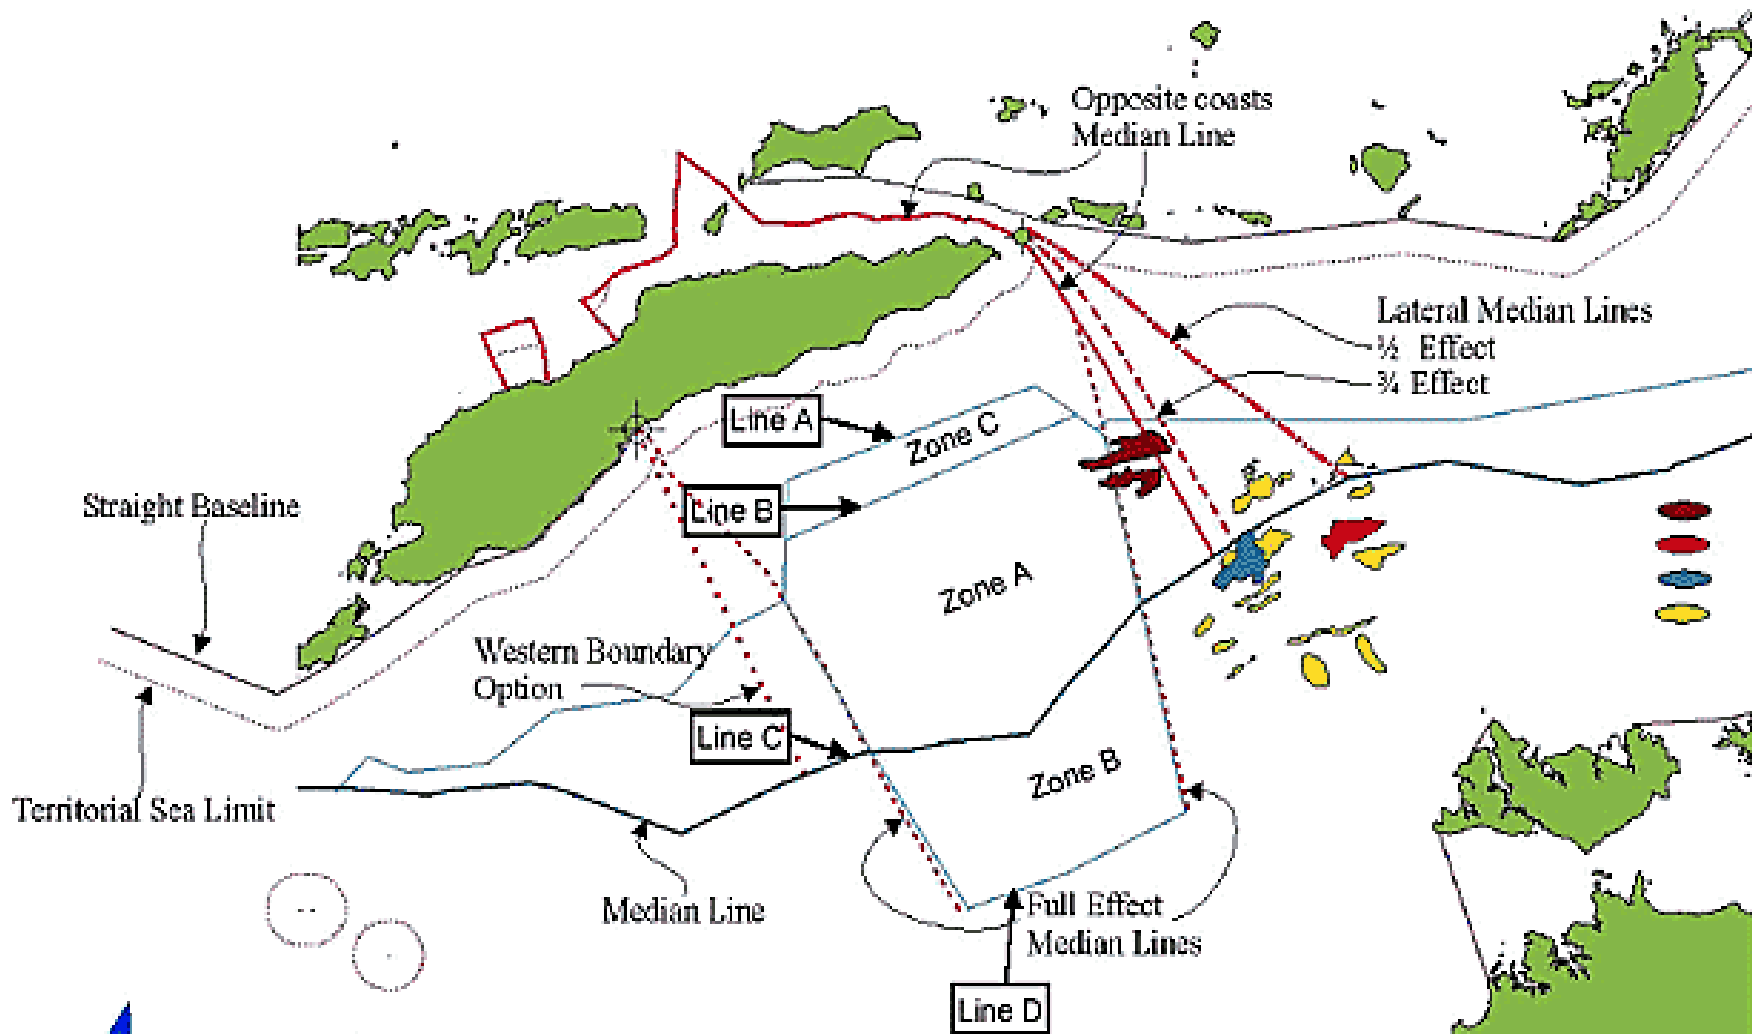 Opposite coasts
Median Line
Lateral Median Lines
½ Effect
¾ Effect
Line A
Zone C
Line B
Straight Baseline
Zone A
Western Boundary
Option
Line C
Zone B
Territorial Sea Limit
Median Line
Full Effect
Median Lines
Line D